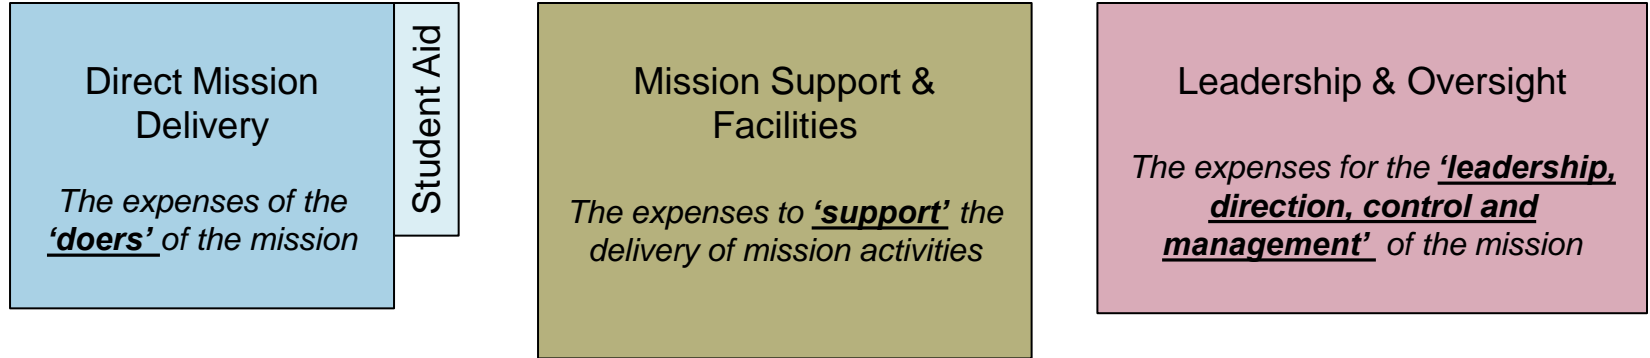 Direct Mission
Delivery
The expenses of the
‘doers’ of the mission
Student Aid
Mission Support &
Facilities
The expenses to ‘support’ the
delivery of mission activities
Leadership & Oversight
The expenses for the ‘leadership,
direction, control and
management’ of the mission